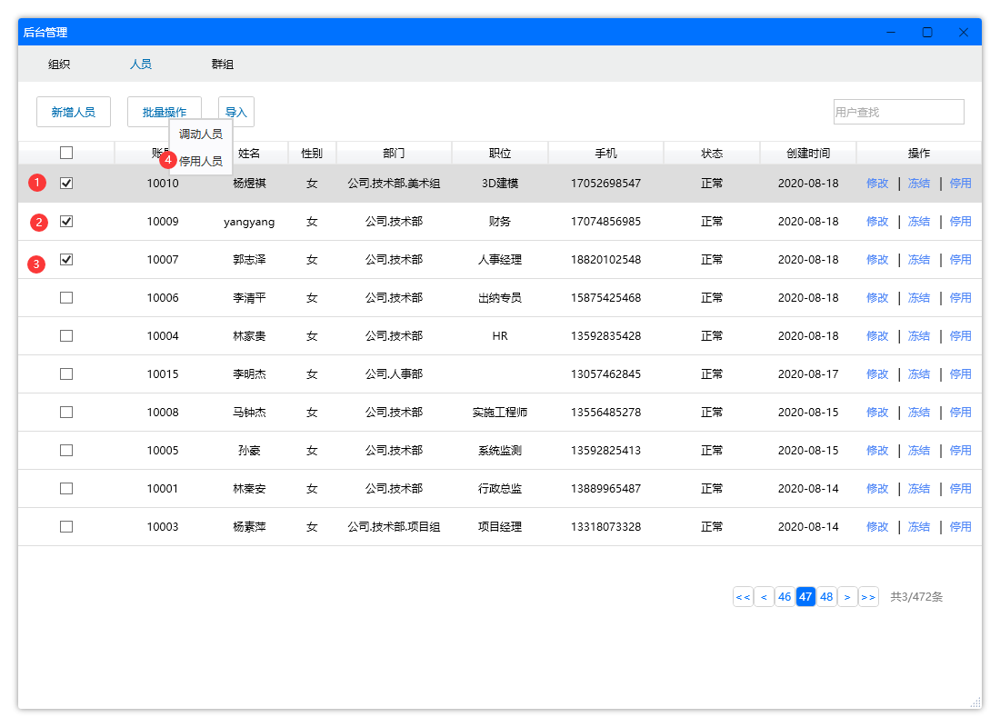 后台管理
组织 人员 群组
新增人员 批量操作 导入 用户查找
调动人员
4 停用人员
姓名 性别 部门 职位 手机 状态 创建时间 操作
1 10010 杨煜祺 女 公司.技术部.美术组 3D建模 17052698547 正常 2020-08-18 修改 | 冻结 | 停用
2 10009 yangyang 女 公司.技术部 财务 17074856985 正常 2020-08-18 修改 | 冻结 | 停用
3 10007 郭志泽 女 公司.技术部 人事经理 18820102548 正常 2020-08-18 修改 | 冻结 | 停用
10006 李清平 女 公司.技术部 出纳专员 15875425468 正常 2020-08-18 修改 | 冻结 | 停用
10004 林家贵 女 公司.技术部 HR 13592835428 正常 2020-08-18 修改 | 冻结 | 停用
10015 李明杰 女 公司.人事部 13057462845 正常 2020-08-17 修改 | 冻结 | 停用
10008 马钟杰 女 公司.技术部 实施工程师 13556485278 正常 2020-08-15 修改 | 冻结 | 停用
10005 孙豪 女 公司.技术部 系统监测 13592825413 正常 2020-08-15 修改 | 冻结 | 停用
10001 林秦安 女 公司.技术部 行政总监 13889965487 正常 2020-08-14 修改 | 冻结 | 停用
10003 杨素萍 女 公司.技术部.项目组 项目经理 13318073328 正常 2020-08-14 修改 | 冻结 | 停用
<< < 46 47 48 > >> 共3/472条